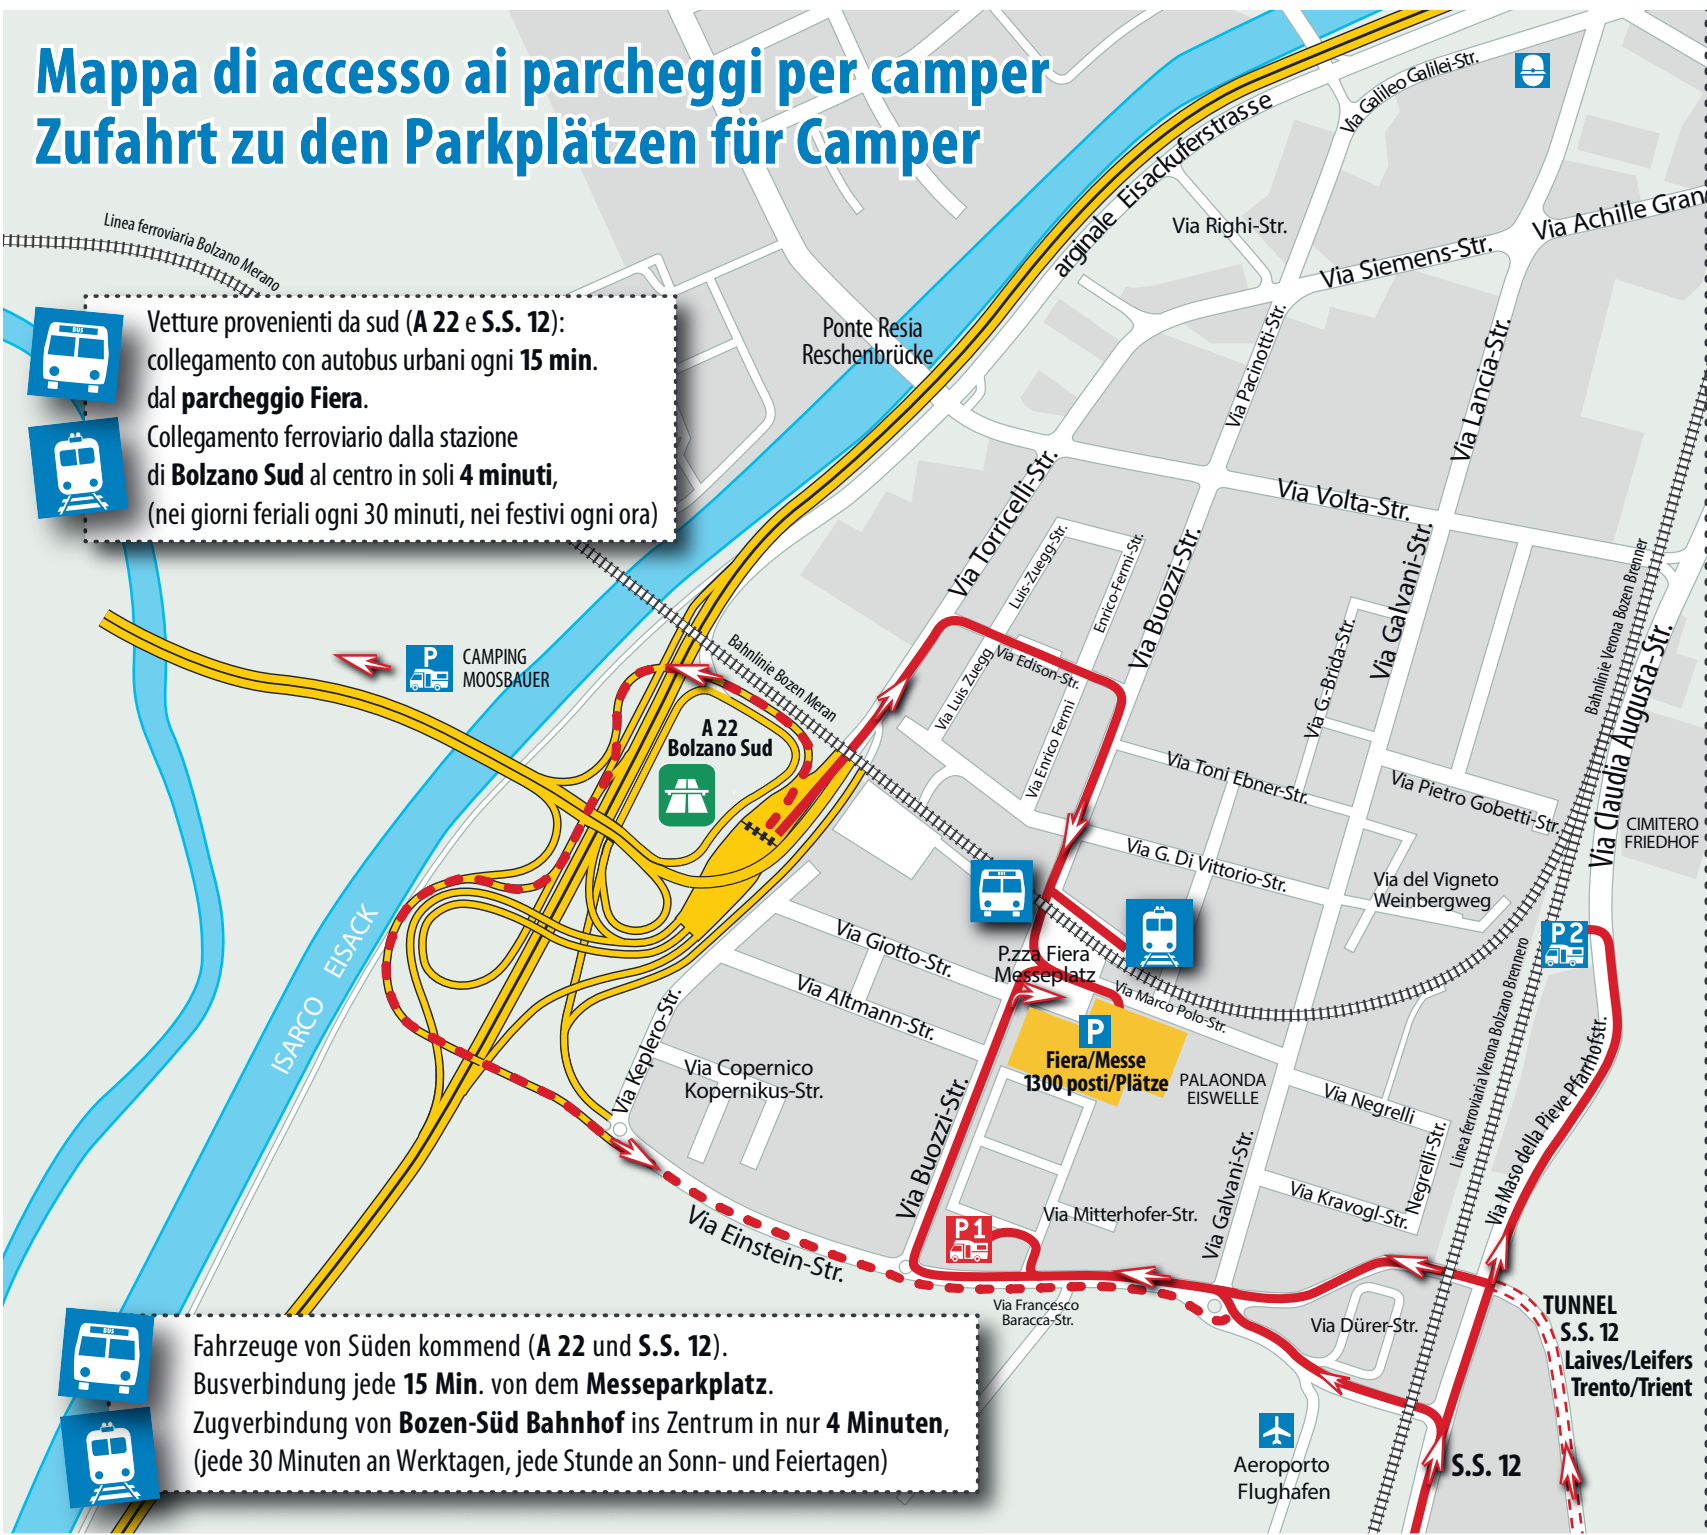 Mappa di accesso ai parcheggi per camper
Zufahrt zu den Parkplätzen für Camper
Via Galileo Galilei-Str.
arginale Eisackuferstrasse
Via Righi-Str.
Via Achille Gran
Via Siemens-Str.
Linea ferroviaria Bolzano Merano
BUS
Vetture provenienti da sud (A 22 e S.S. 12):
collegamento con autobus urbani ogni 15 min.
dal parcheggio Fiera.
Collegamento ferroviario dalla stazione
di Bolzano Sud al centro in soli 4 minuti,
(nei giorni feriali ogni 30 minuti, nei festivi ogni ora)
Ponte Resia
Reschenbrücke
Via Pacinotti-Str.
Via Lancia-Str.
Via Torricelli-Str.
Via Volta-Str.
Luis-Zuegg-Str.
Enrico-Fermi-Str.
Via Buozzi-Str.
Via Galvani-Str.
Bahnlinie Verona Bozen Brenner
Via G.-Brida-Str.
Via Claudia Augusta-Str.
P
CAMPING
MOOSBAUER
Bahnlinie Bozen Meran
Via Edison-Str.
Via Luis Zuegg
Via Enrico Fermi
A 22
Bolzano Sud
Via Toni Ebner-Str.
Via Pietro Gobetti-Str.
CIMITERO
FRIEDHOF
Via G. Di Vittorio-Str.
Via del Vigneto
Weinbergweg
ISARCO EISACK
Via Giotto-Str.
P.zza Fiera
Messeplatz
P 2
Via Altmann-Str.
Via Marco Polo-Str.
Linea ferroviaria Verona Bolzano Brennero
Via Keplero-Str.
P
Fiera/Messe
1300 posti/Plätze
PALAONDA
EISWELLE
Via Copernico
Kopernikus-Str.
Via Negrelli
Negrelli-Str.
Via Maso della Pieve Pfarrhofstr.
Via Buozzi-Str.
Via Galvani-Str.
Via Kravogl-Str.
Via Mitterhofer-Str.
P 1
Via Einstein-Str.
Via Francesco
Baracca-Str.
Via Dürer-Str.
TUNNEL
S.S. 12
Laives/Leifers
Trento/Trient
BUS
Fahrzeuge von Süden kommend (A 22 und S.S. 12).
Busverbindung jede 15 Min. von dem Messeparkplatz.
Zugverbindung von Bozen-Süd Bahnhof ins Zentrum in nur 4 Minuten,
(jede 30 Minuten an Werktagen, jede Stunde an Sonn- und Feiertagen)
Aeroporto
Flughafen
S.S. 12